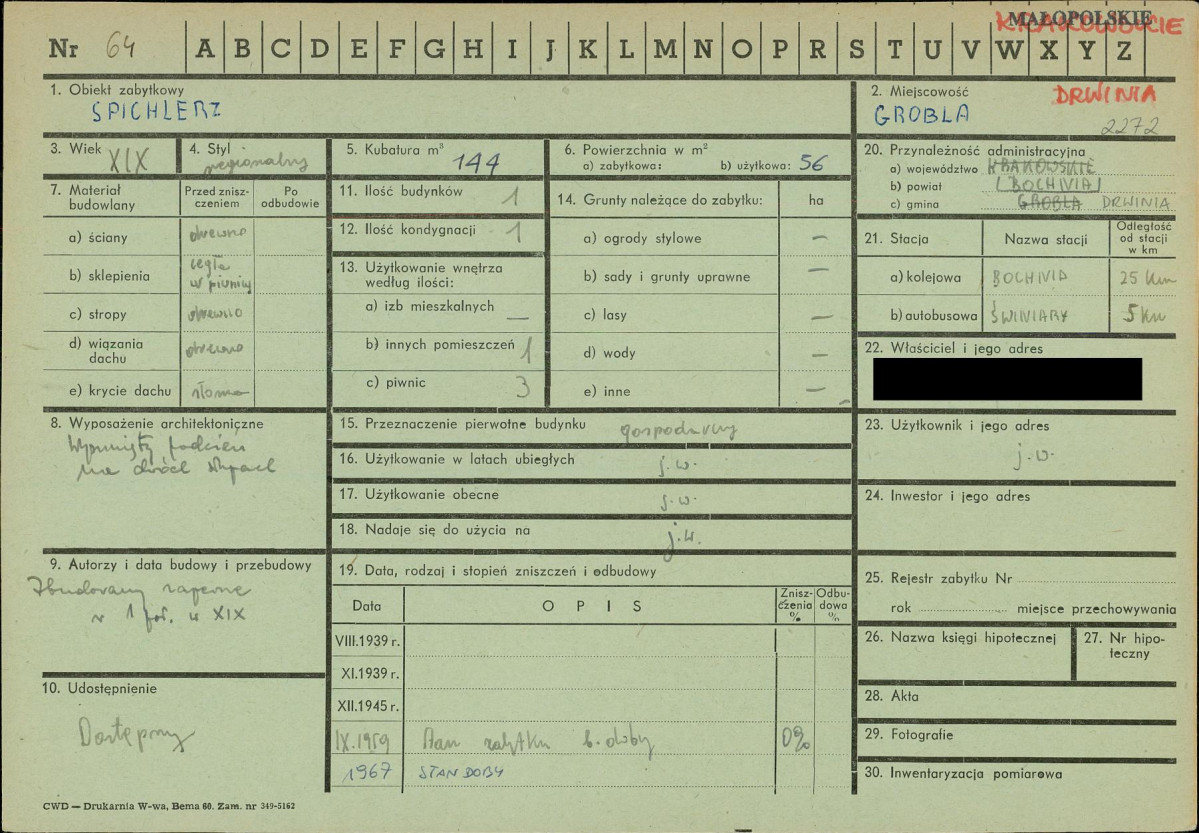 MAŁOPOLSKIE
KRAKOWSKIE
Nr 64 A B C D E F G H I J K L M N O P R S T U V W X Y Z
1. Obiekt zabytkowy
SPICHLERZ
2. Miejscowość DRWINIA
GROBLA
2272
3. Wiek XIX
4. Styl regionalny
5. Kubatura m³ 144
6. Powierzchnia w m²
a) zabytkowa: b) użytkowa: 56
7. Materiał budowlany
Przed zniszczeniem
Po odbudowie
a) ściany drewno
b) sklepienia cegła w piwnicy
c) stropy drewno
d) wiązania dachu drewno
e) krycie dachu słoma
8. Wyposażenie architektoniczne
Wysunięty podcień
na dwóch słupach
9. Autorzy i data budowy i przebudowy
Zbudowany zapewne
w 1 poł. w XIX
10. Udostępnienie
Dostępny
11. Ilość budynków 1
12. Ilość kondygnacji 1
13. Użytkowanie wnętrza
według ilości:
a) izb mieszkalnych —
b) innych pomieszczeń 1
c) piwnic 3
14. Grunty należące do zabytku: ha
a) ogrody stylowe —
b) sady i grunty uprawne —
c) lasy —
d) wody —
e) inne —
15. Przeznaczenie pierwotne budynku gospodarczy
16. Użytkowanie w latach ubiegłych j.w.
17. Użytkowanie obecne j.w.
18. Nadaje się do użycia na j.w.
19. Data, rodzaj i stopień zniszczeń i odbudowy
Data OPIS Zniszczenia % Odbudowa %
VIII.1939 r.
XI.1939 r.
XII.1945 r.
IX.1959 Stan zabytku b. dobry 0%
1967 STAN DOBRY
20. Przynależność administracyjna
a) województwo KRAKOWSKIE
b) powiat (BOCHNIA)
c) gmina GROBLA DRWINIA
21. Stacja Nazwa stacji Odległość od stacji w km
a) kolejowa BOCHNIA 25 km
b) autobusowa ŚWINIARY 5 km
22. Właściciel i jego adres
23. Użytkownik i jego adres
j.w.
24. Inwestor i jego adres
25. Rejestr zabytku Nr
rok miejsce przechowywania
26. Nazwa księgi hipotecznej
27. Nr hipoteczny
28. Akta
29. Fotografie
30. Inwentaryzacja pomiarowa
CWD — Drukarnia W-wa, Bema 60. Zam. nr 349-5162